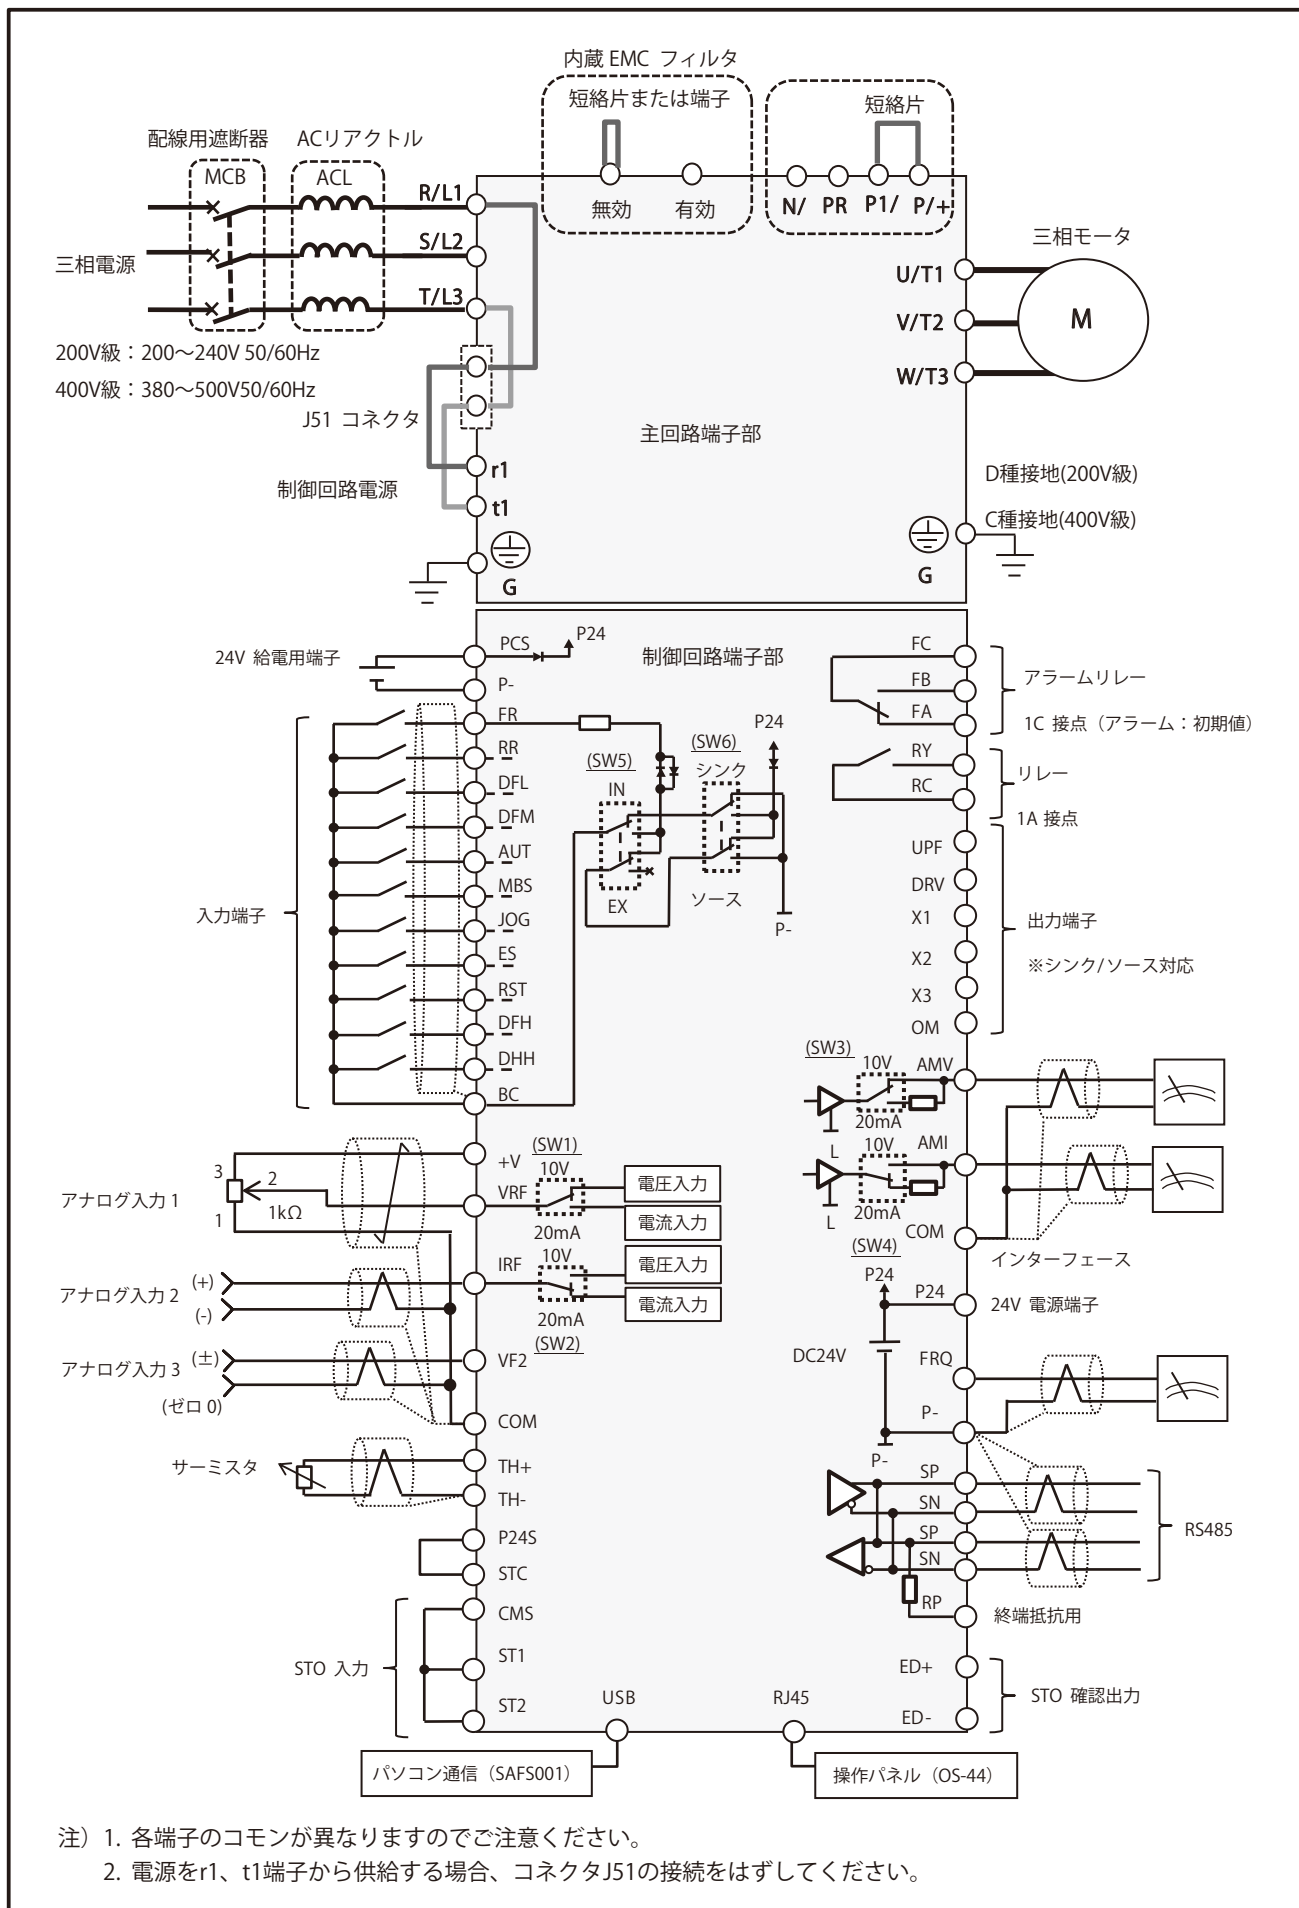 内蔵 EMC フィルタ
短絡片または端子
短絡片
配線用遮断器
ACリアクトル
MCB
ACL
R/L1
S/L2
T/L3
無効
有効
N/
PR
P1/
P/+
三相電源
三相モータ
U/T1
V/T2
W/T3
M
200V級：200～240V 50/60Hz
400V級：380～500V50/60Hz
J51 コネクタ
主回路端子部
r1
制御回路電源
t1
D種接地(200V級)
C種接地(400V級)
G
G
24V 給電用端子
PCS
P24
P-
制御回路端子部
FC
FB
FA
アラームリレー
1C 接点（アラーム：初期値）
RY
RC
リレー
1A 接点
入力端子
FR
RR
DFL
DFM
AUT
MBS
JOG
ES
RST
DFH
DHH
BC
(SW5)
IN
EX
(SW6)
シンク
ソース
P24
P-
UPF
DRV
X1
X2
X3
OM
出力端子
※シンク/ソース対応
(SW3)
10V
AMV
20mA
L
10V
AMI
20mA
L
(SW4)
COM
インターフェース
アナログ入力 1
3
2
1
1kΩ
+V
VRF
(SW1)
10V
20mA
電圧入力
電流入力
アナログ入力 2
(+)
(-)
IRF
10V
20mA
(SW2)
電圧入力
電流入力
アナログ入力 3
(±)
(ゼロ 0)
VF2
COM
サーミスタ
TH+
TH-
P24
P24
24V 電源端子
DC24V
FRQ
P-
P-
SP
SN
SP
SN
RS485
RP
終端抵抗用
P24S
STC
STO 入力
CMS
ST1
ST2
ED+
ED-
STO 確認出力
USB
RJ45
パソコン通信（SAFS001）
操作パネル（OS-44）
注）1. 各端子のコモンが異なりますのでご注意ください。
2. 電源をr1、t1端子から供給する場合、コネクタJ51の接続をはずしてください。